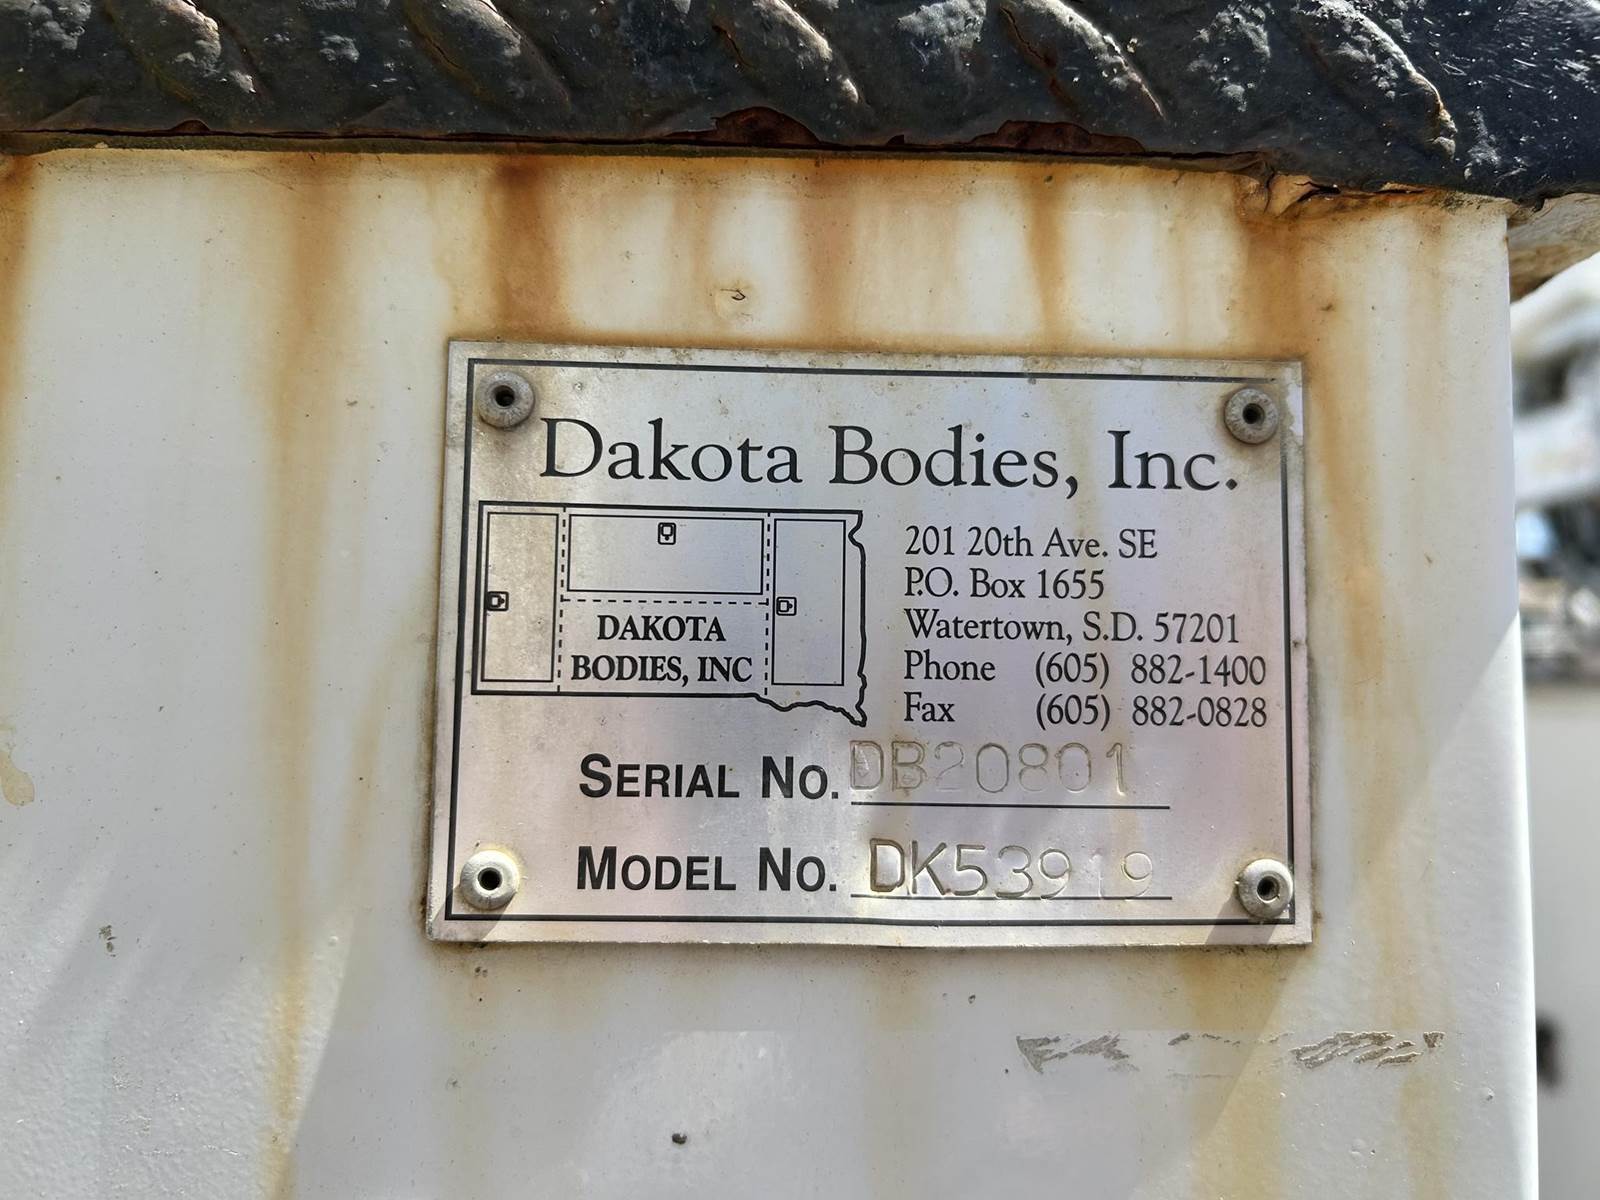 Dakota Bodies, Inc.
DAKOTA
BODIES, INC
201 20th Ave. SE
P.O. Box 1655
Watertown, S.D. 57201
Phone (605) 882-1400
Fax (605) 882-0828
SERIAL NO. DB20801
MODEL NO. DK53919